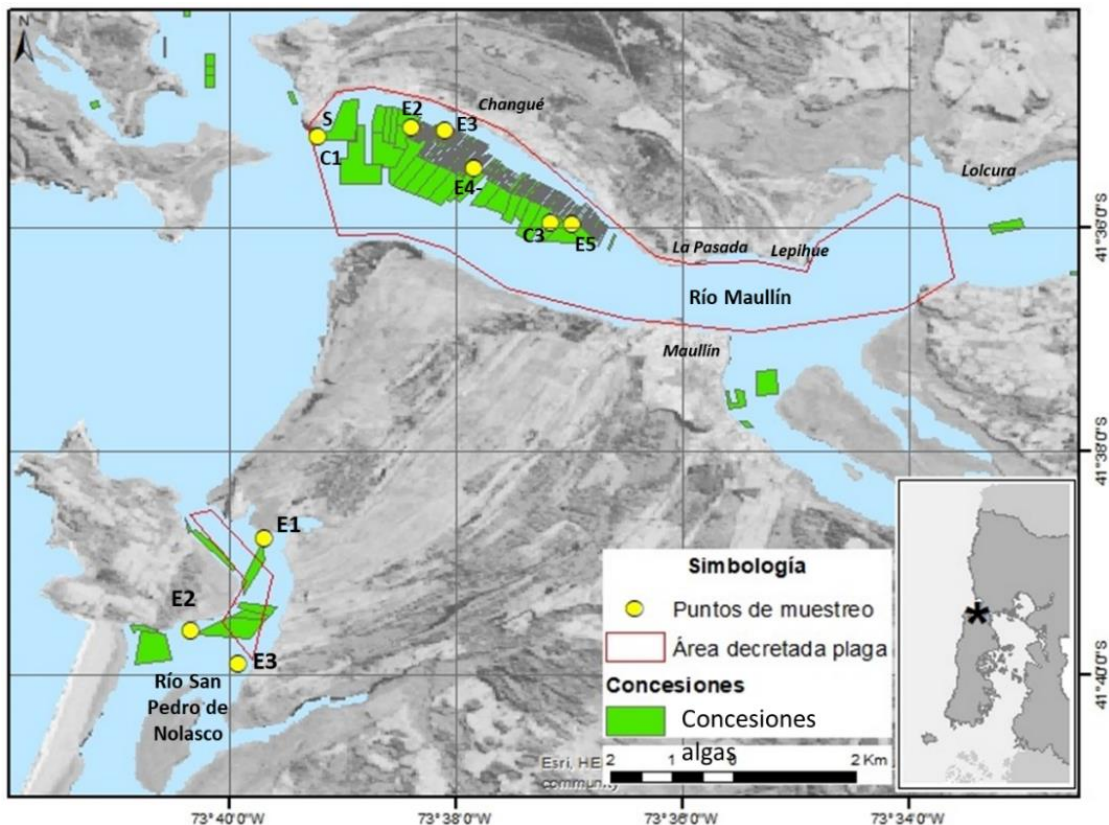 N
Changué
S
E2
E3
C1
E4-
Lolcura
C3
E5
La Pasada
Lepihue
41°36'0"S
Río Maullín
Maullín
41°38'0"S
E1
E2
E3
Río San
Pedro de
Nolasco
Simbología
Puntos de muestreo
Área decretada plaga
Concesiones
Concesiones
algas
2 1 0 2 Km
Esri, HE
community
*
41°40'0"S
73°40'0"W 73°38'0"W 73°36'0"W 73°34'0"W